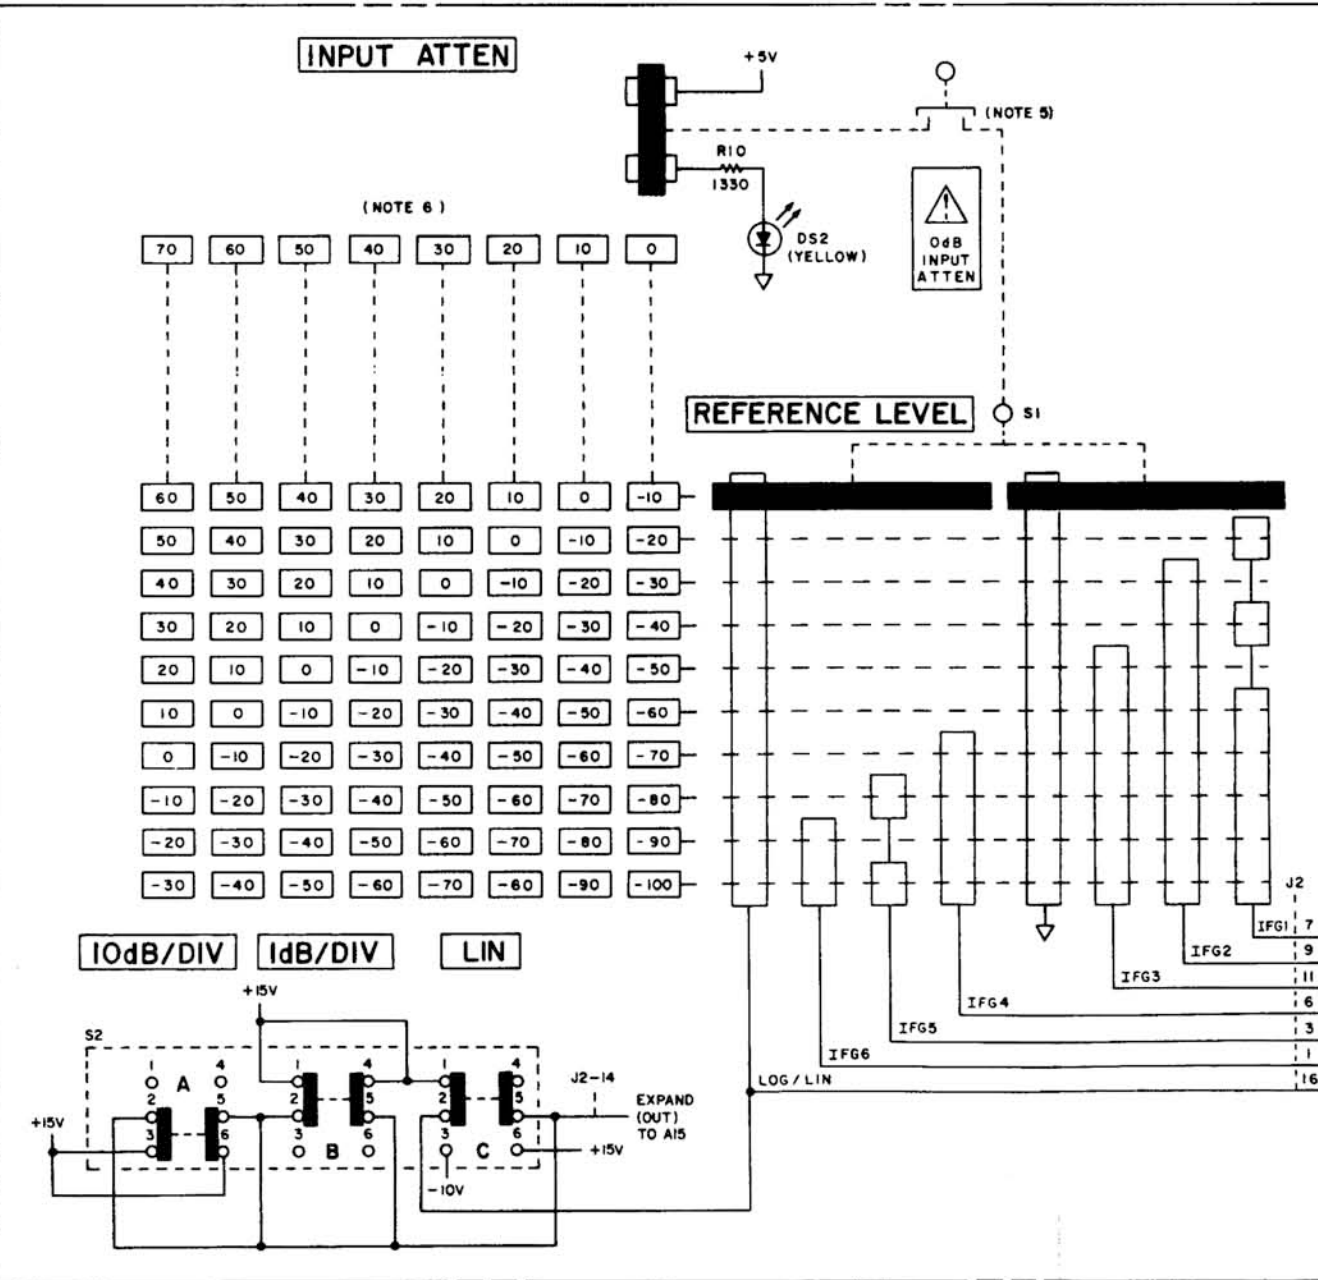 INPUT ATTEN
+5V
(NOTE 5)
R10
1330
DS2
(YELLOW)
0dB
INPUT
ATTEN
(NOTE 6)
70 60 50 40 30 20 10 0
REFERENCE LEVEL
S1
60 50 40 30 20 10 0 -10
50 40 30 20 10 0 -10 -20
40 30 20 10 0 -10 -20 -30
30 20 10 0 -10 -20 -30 -40
20 10 0 -10 -20 -30 -40 -50
10 0 -10 -20 -30 -40 -50 -60
0 -10 -20 -30 -40 -50 -60 -70
-10 -20 -30 -40 -50 -60 -70 -80
-20 -30 -40 -50 -60 -70 -80 -90
-30 -40 -50 -60 -70 -80 -90 -100
J2
IFG1 7
IFG2 9
IFG3 11
IFG4 6
IFG5 3
IFG6 1
LOG/LIN 16
10dB/DIV
1dB/DIV
LIN
+15V
S2
1 4
A
2 5
3 6
+15V
1 4
2 5
3 6
B
1 4
2 5
3 6
C
J2-14
EXPAND
(OUT)
TO A15
+15V
-10V